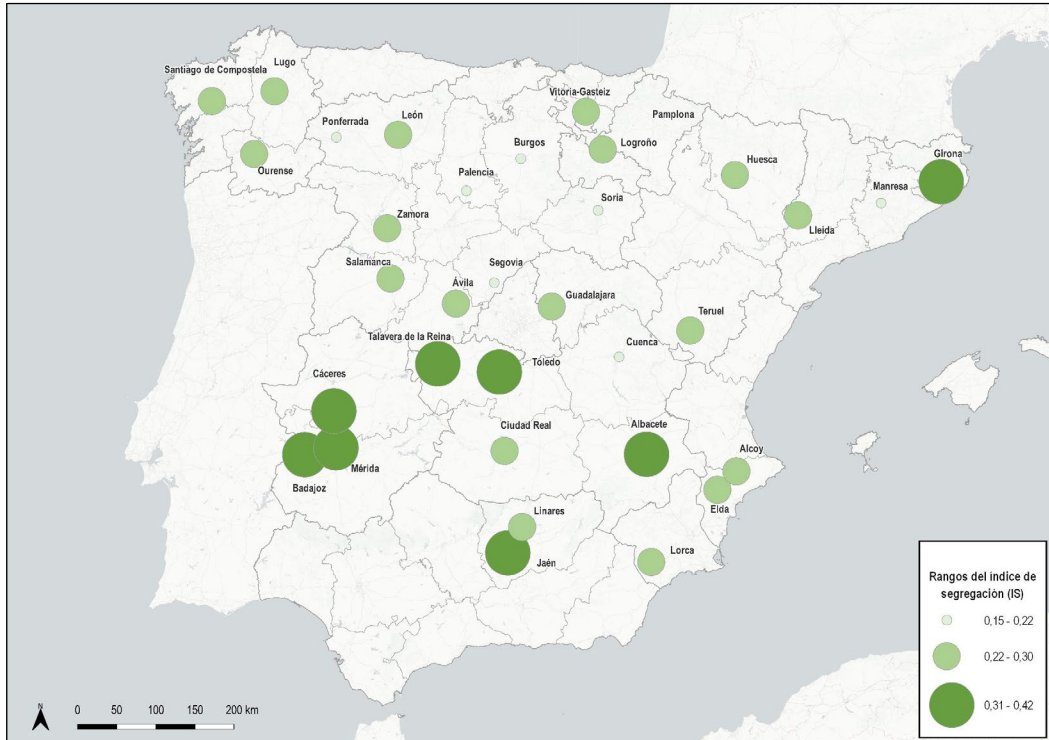 Santiago de Compostela
Lugo
Ponferrada
León
Ourense
Vitoria-Gasteiz
Pamplona
Burgos
Logroño
Palencia
Huesca
Girona
Manresa
Soria
Lleida
Zamora
Salamanca
Segovia
Ávila
Guadalajara
Teruel
Talavera de la Reina
Toledo
Cuenca
Cáceres
Ciudad Real
Albacete
Alcoy
Mérida
Badajoz
Elda
Linares
Jaén
Lorca
Rangos del índice de
segregación (IS)
0,15 - 0,22
0,22 - 0,30
0,31 - 0,42
N
0 50 100 150 200 km